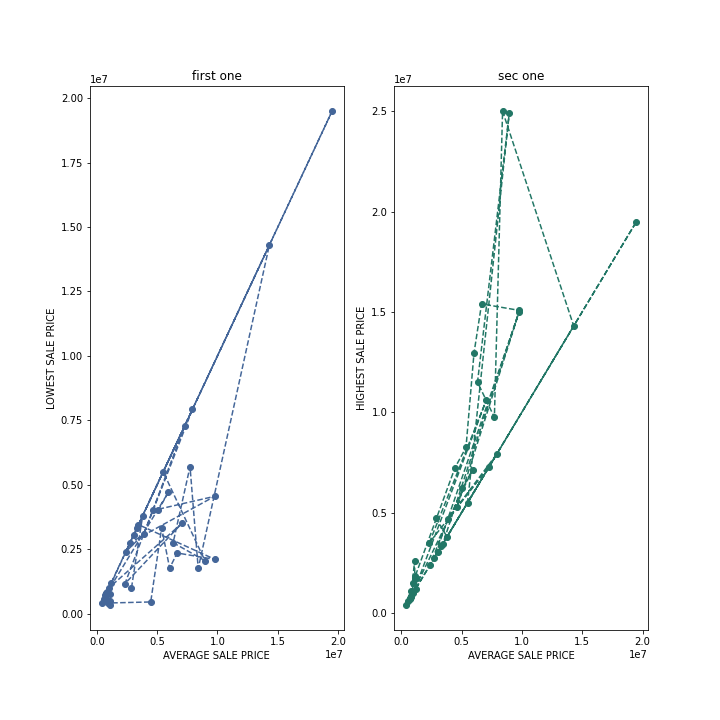 first one
1e7
LOWEST SALE PRICE
2.00
1.75
1.50
1.25
1.00
0.75
0.50
0.25
0.00
0.0 0.5 1.0 1.5 2.0
1e7
AVERAGE SALE PRICE
sec one
1e7
HIGHEST SALE PRICE
2.5
2.0
1.5
1.0
0.5
0.0
0.0 0.5 1.0 1.5 2.0
1e7
AVERAGE SALE PRICE